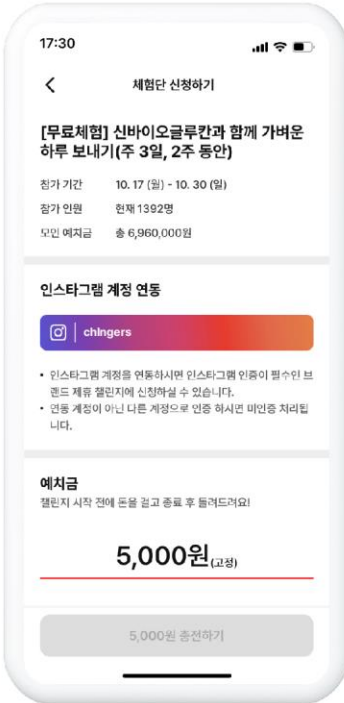 17:30
체험단 신청하기
[무료체험] 신바이오글루칸과 함께 가벼운
하루 보내기(주 3일, 2주 동안)
참가 기간 10. 17 (월) - 10. 30 (일)
참가 인원 현재 1392명
모인 예치금 총 6,960,000원
인스타그램 계정 연동
chlngers
• 인스타그램 계정을 연동하시면 인스타그램 인증이 필수인 브
랜드 제휴 챌린지에 신청하실 수 있습니다.
• 연동 계정이 아닌 다른 계정으로 인증 하시면 미인증 처리됩
니다.
예치금
챌린지 시작 전에 돈을 걸고 종료 후 돌려드려요!
5,000원(고정)
5,000원 충전하기